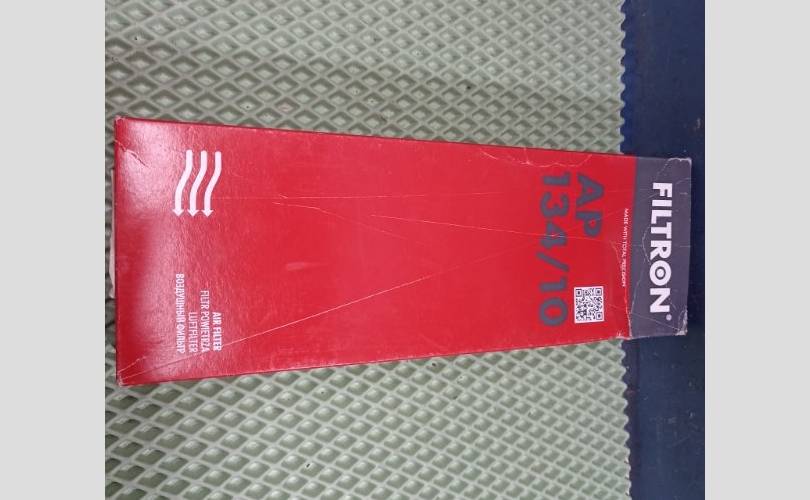 FILTRON®
MADE WITH TOTAL PRECISION
AP
134/10
AIR FILTER
FILTR POWIETRZA
LUFTFILTER
ВОЗДУШНЫЙ ФИЛЬТР